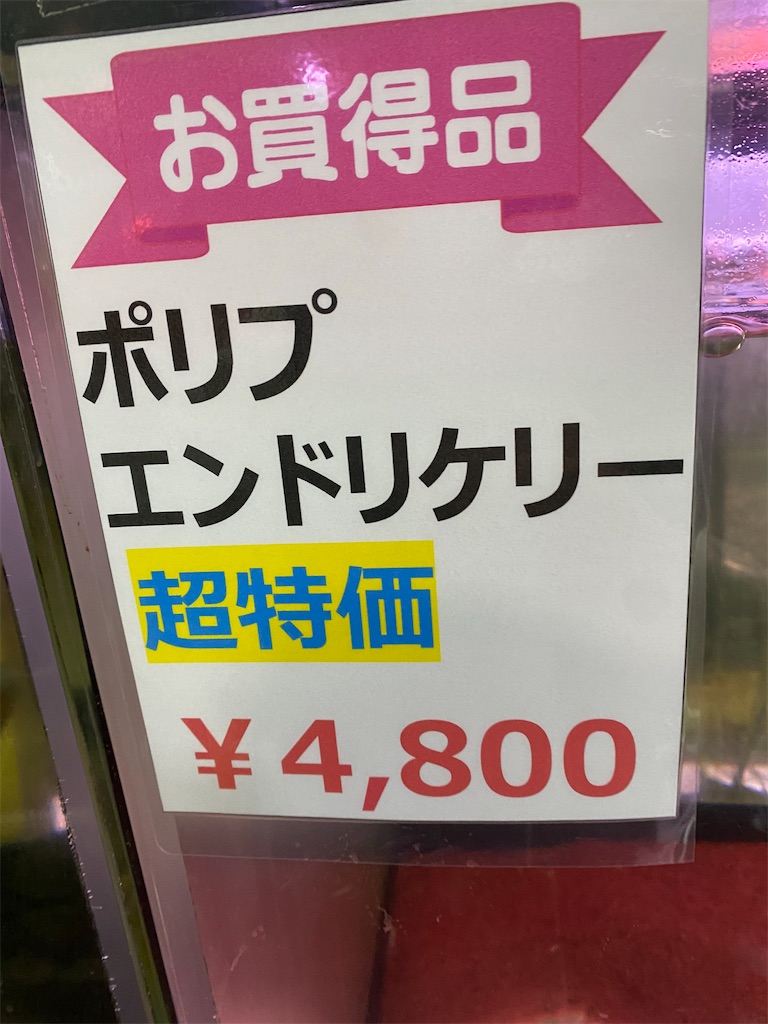 お買得品
ポリプ
エンドリケリー
超特価
¥4,800